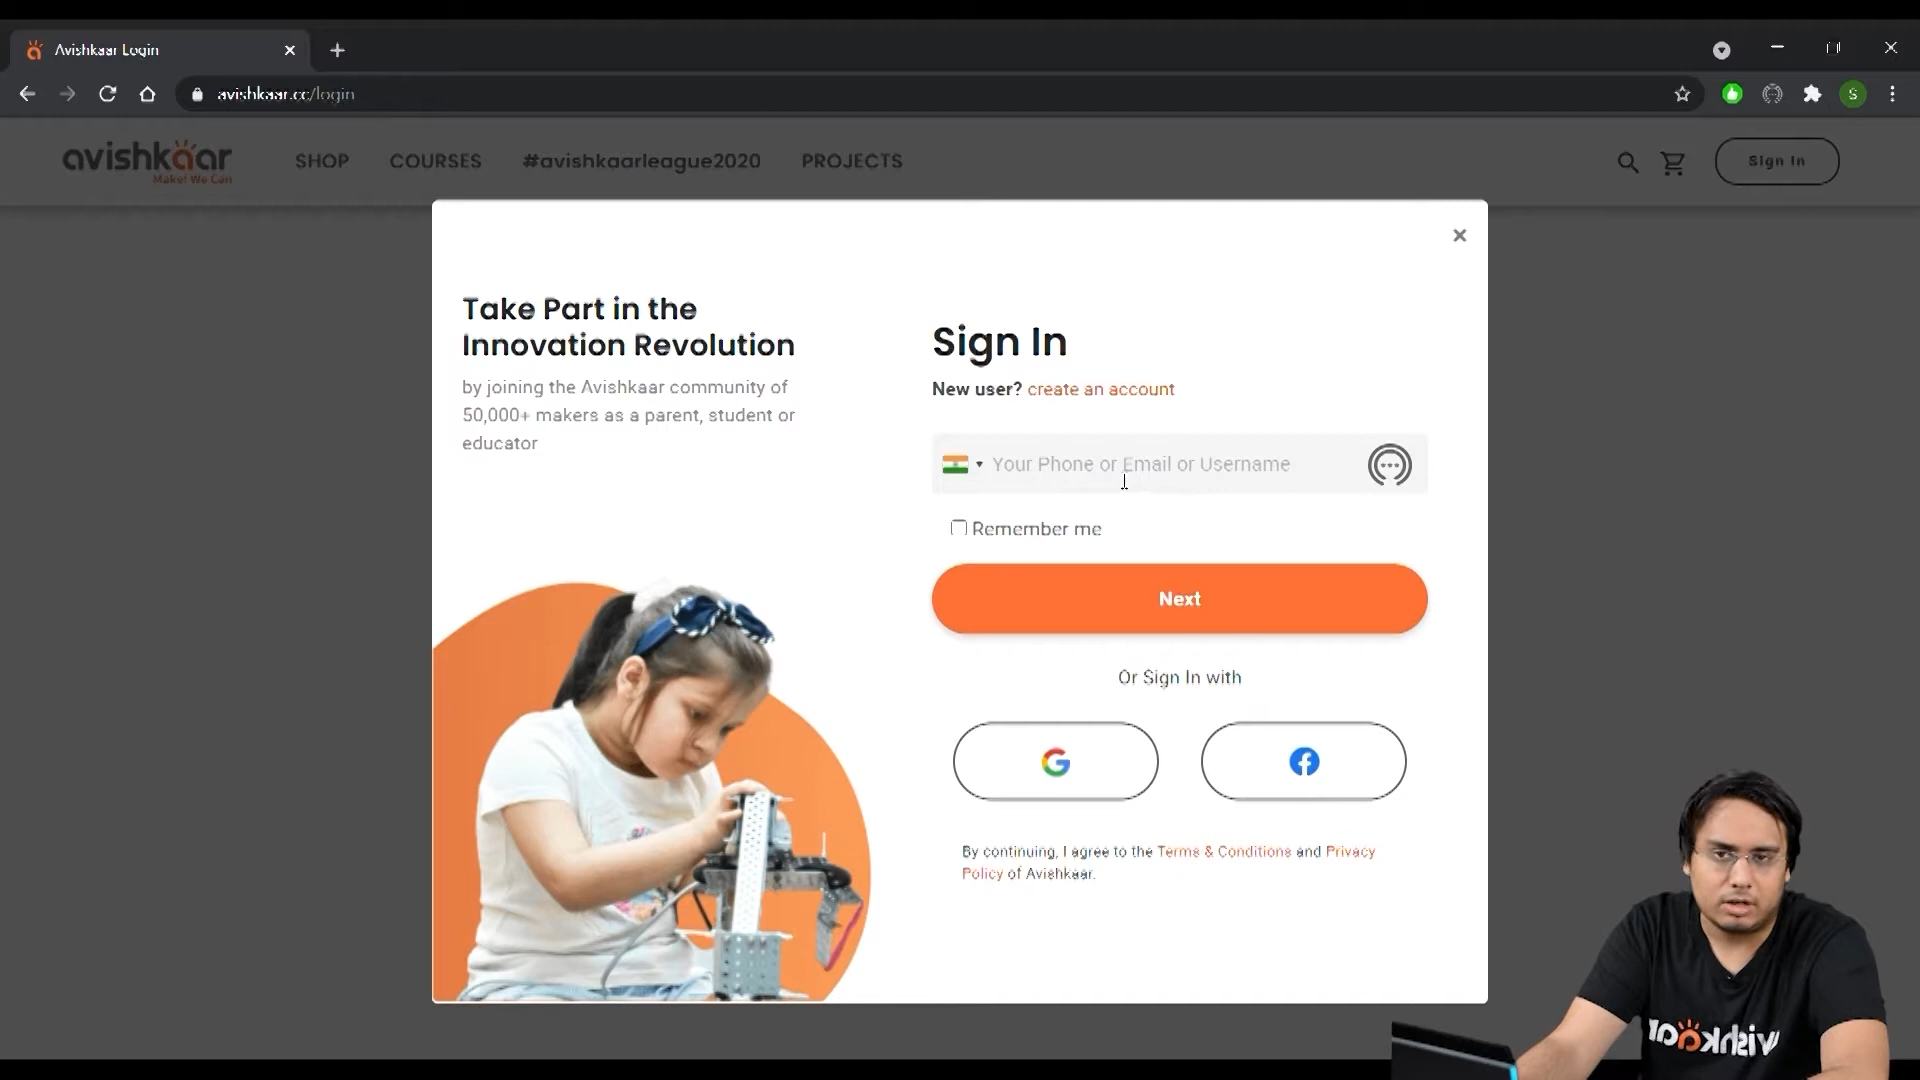 Avishkaar Login
avishkaar.cc/login
S
avishkaar
Make! We Can
SHOP
COURSES
#avishkaarleague2020
PROJECTS
Sign In
Take Part in the
Innovation Revolution
by joining the Avishkaar community of
50,000+ makers as a parent, student or
educator
Sign In
New user? create an account
Your Phone or Email or Username
Remember me
Next
Or Sign In with
By continuing, I agree to the Terms & Conditions and Privacy
Policy of Avishkaar.
avishkaar